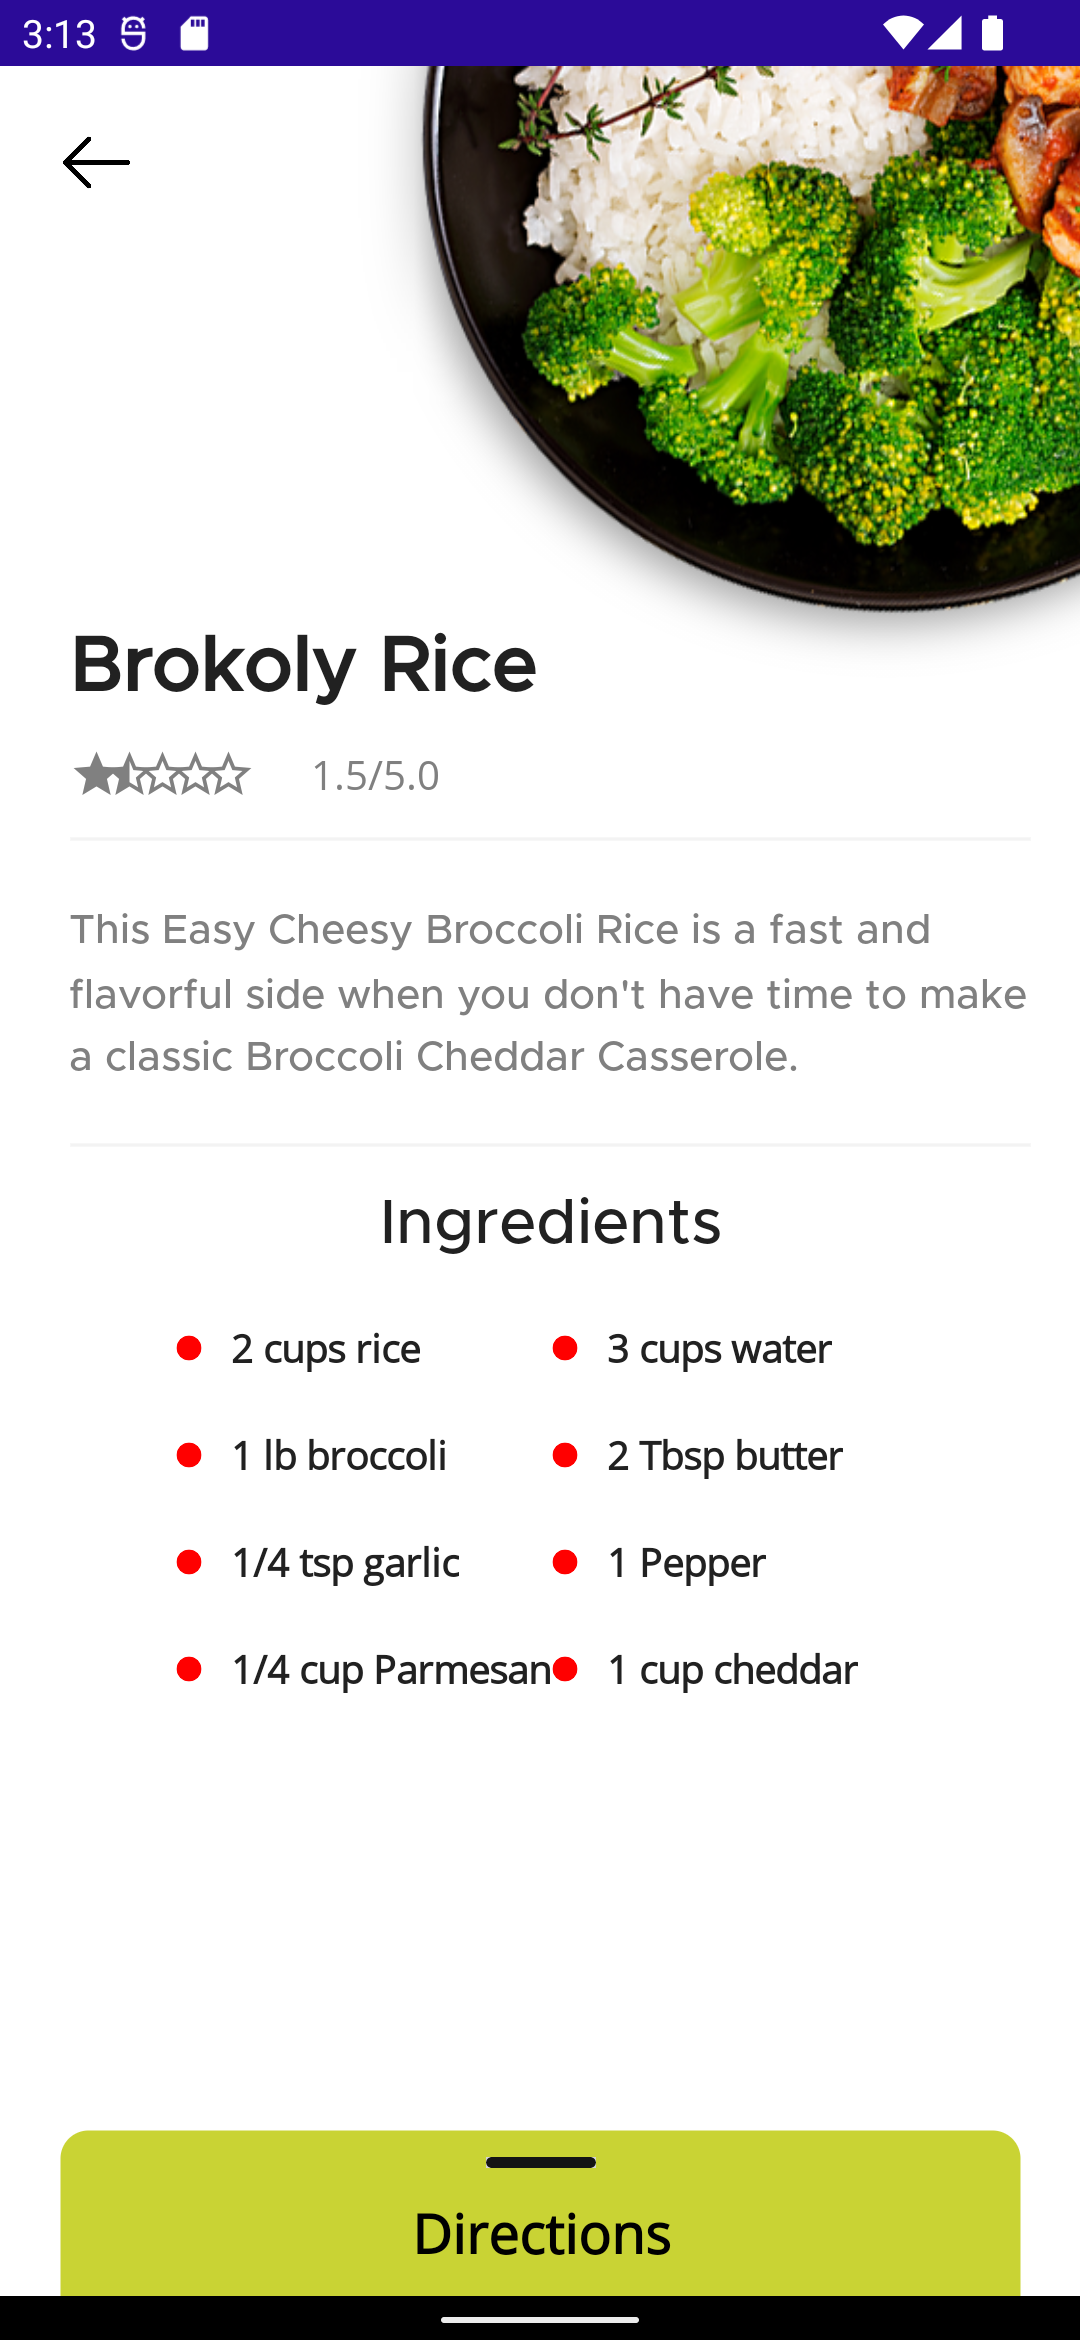 3:13
Brokoly Rice
1.5/5.0
This Easy Cheesy Broccoli Rice is a fast and
flavorful side when you don't have time to make
a classic Broccoli Cheddar Casserole.
Ingredients
2 cups rice
3 cups water
1 lb broccoli
2 Tbsp butter
1/4 tsp garlic
1 Pepper
1/4 cup Parmesan
1 cup cheddar
Directions